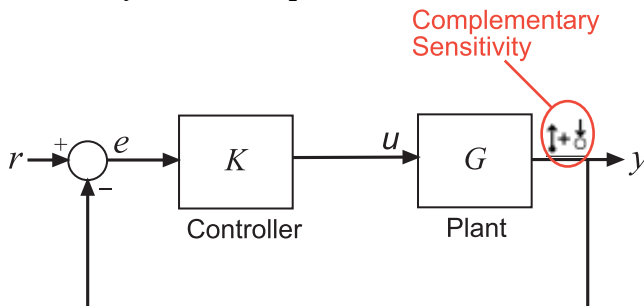 Complementary
Sensitivity
r + e K u G + y
−
Controller Plant